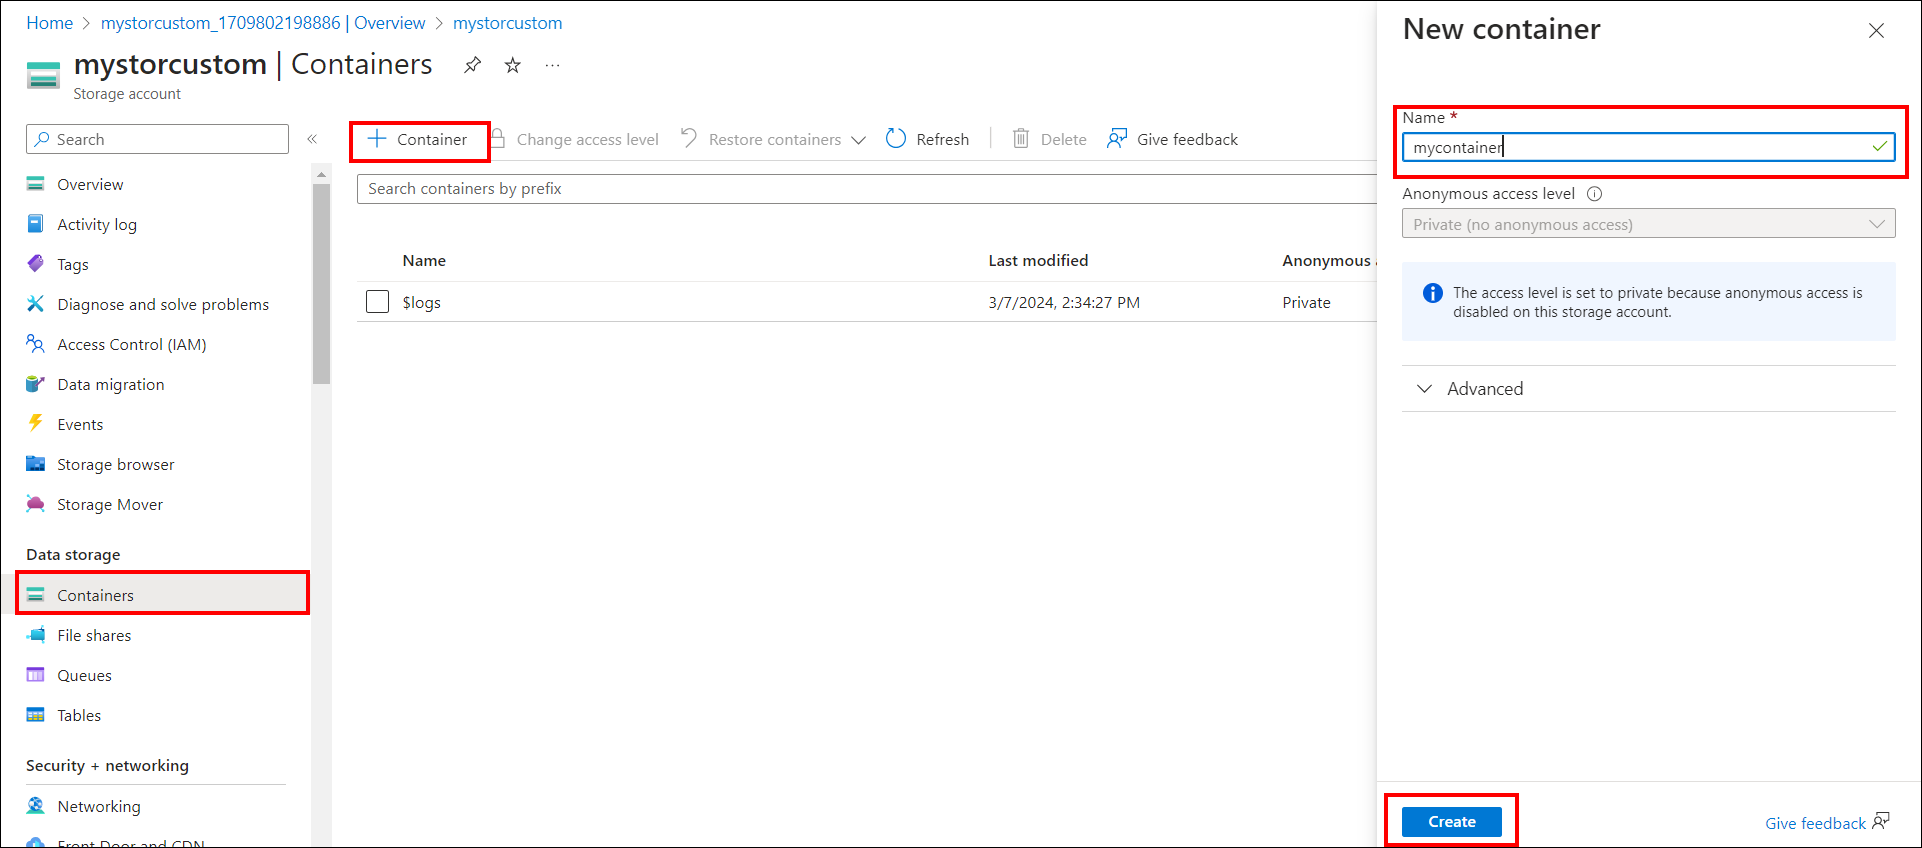 Home > mystorcustom_1709802198886 | Overview > mystorcustom
mystorcustom | Containers
Storage account
Search
Overview
Activity log
Tags
Diagnose and solve problems
Access Control (IAM)
Data migration
Events
Storage browser
Storage Mover
Data storage
Containers
File shares
Queues
Tables
Security + networking
Networking
Front Door and CDN
+ Container Change access level Restore containers Refresh Delete Give feedback
Search containers by prefix
Name Last modified Anonymous
$logs 3/7/2024, 2:34:27 PM Private
New container
Name *
mycontainer
Anonymous access level
Private (no anonymous access)
The access level is set to private because anonymous access is
disabled on this storage account.
Advanced
Create
Give feedback